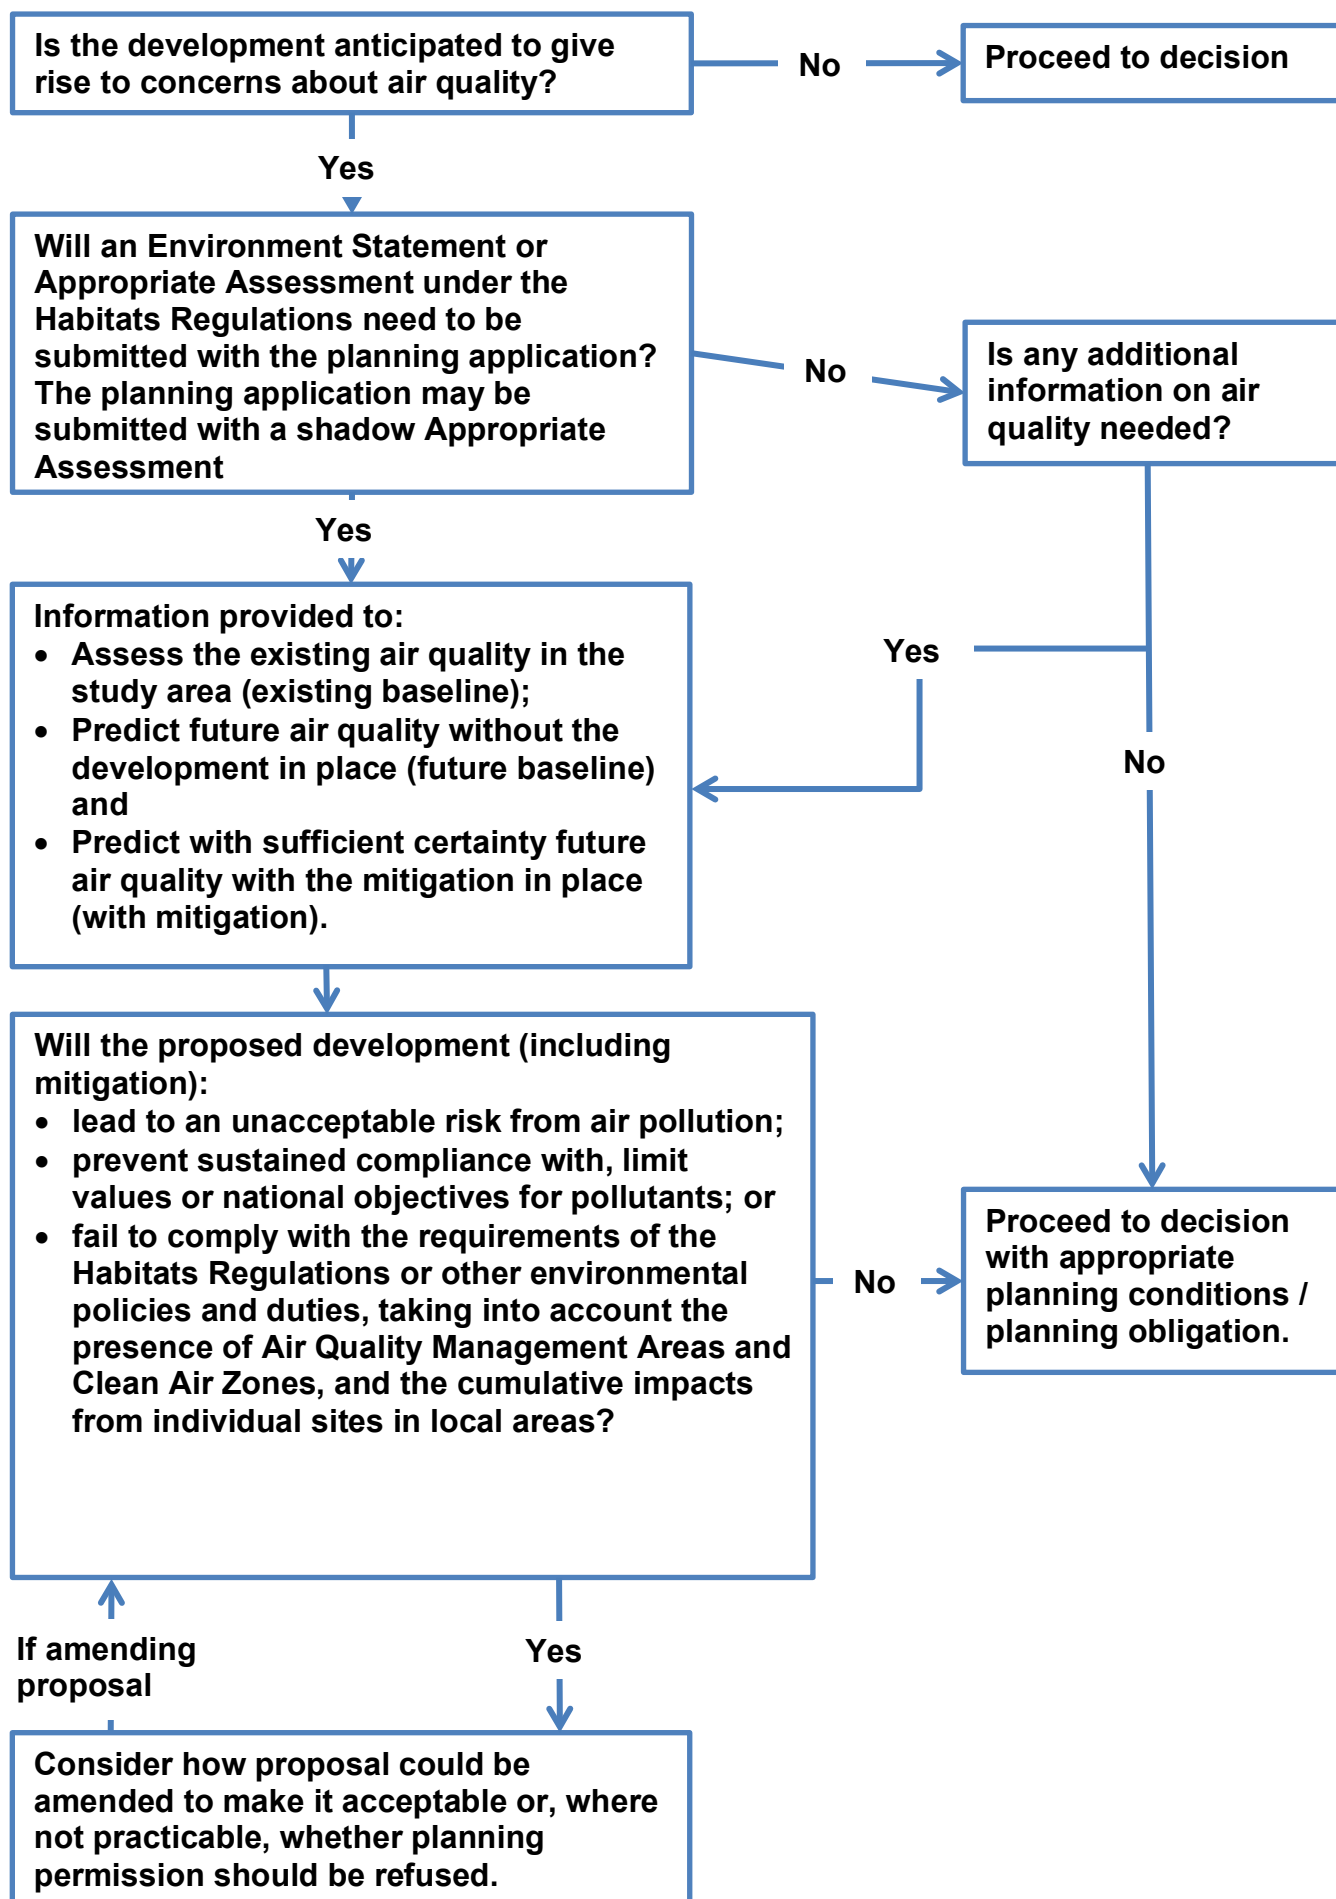 Is the development anticipated to give
rise to concerns about air quality?
No
Proceed to decision
Yes
Will an Environment Statement or
Appropriate Assessment under the
Habitats Regulations need to be
submitted with the planning application?
The planning application may be
submitted with a shadow Appropriate
Assessment
No
Is any additional
information on air
quality needed?
Yes
Information provided to:
• Assess the existing air quality in the
study area (existing baseline);
• Predict future air quality without the
development in place (future baseline)
and
• Predict with sufficient certainty future
air quality with the mitigation in place
(with mitigation).
Yes
No
Will the proposed development (including
mitigation):
• lead to an unacceptable risk from air pollution;
• prevent sustained compliance with, limit
values or national objectives for pollutants; or
• fail to comply with the requirements of the
Habitats Regulations or other environmental
policies and duties, taking into account the
presence of Air Quality Management Areas and
Clean Air Zones, and the cumulative impacts
from individual sites in local areas?
No
Proceed to decision
with appropriate
planning conditions /
planning obligation.
If amending
proposal
Yes
Consider how proposal could be
amended to make it acceptable or, where
not practicable, whether planning
permission should be refused.